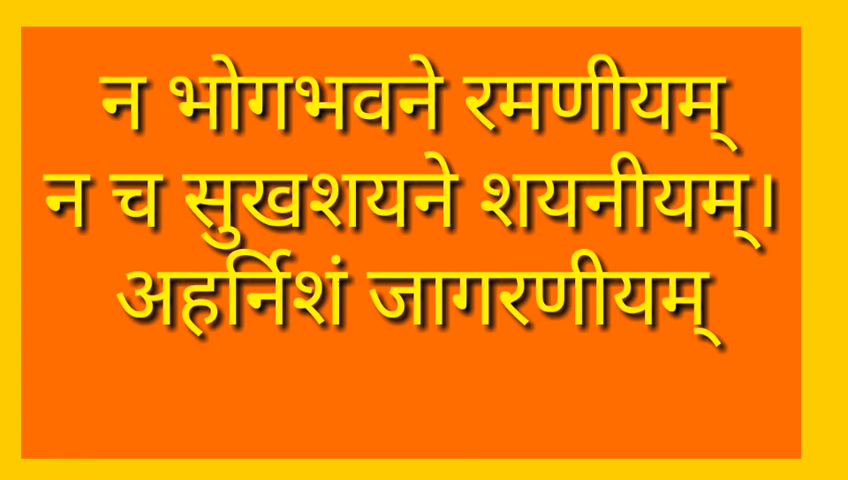 न भोगभवने रमणीयम्
न च सुखशयने शयनीयम्।
अहर्निशं जागरणीयम्